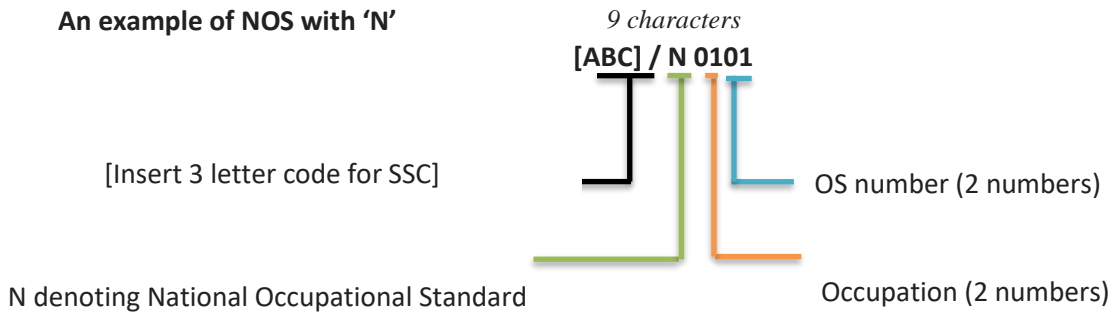 An example of NOS with ‘N’
9 characters
[ABC] / N 0101
[Insert 3 letter code for SSC]
OS number (2 numbers)
N denoting National Occupational Standard
Occupation (2 numbers)